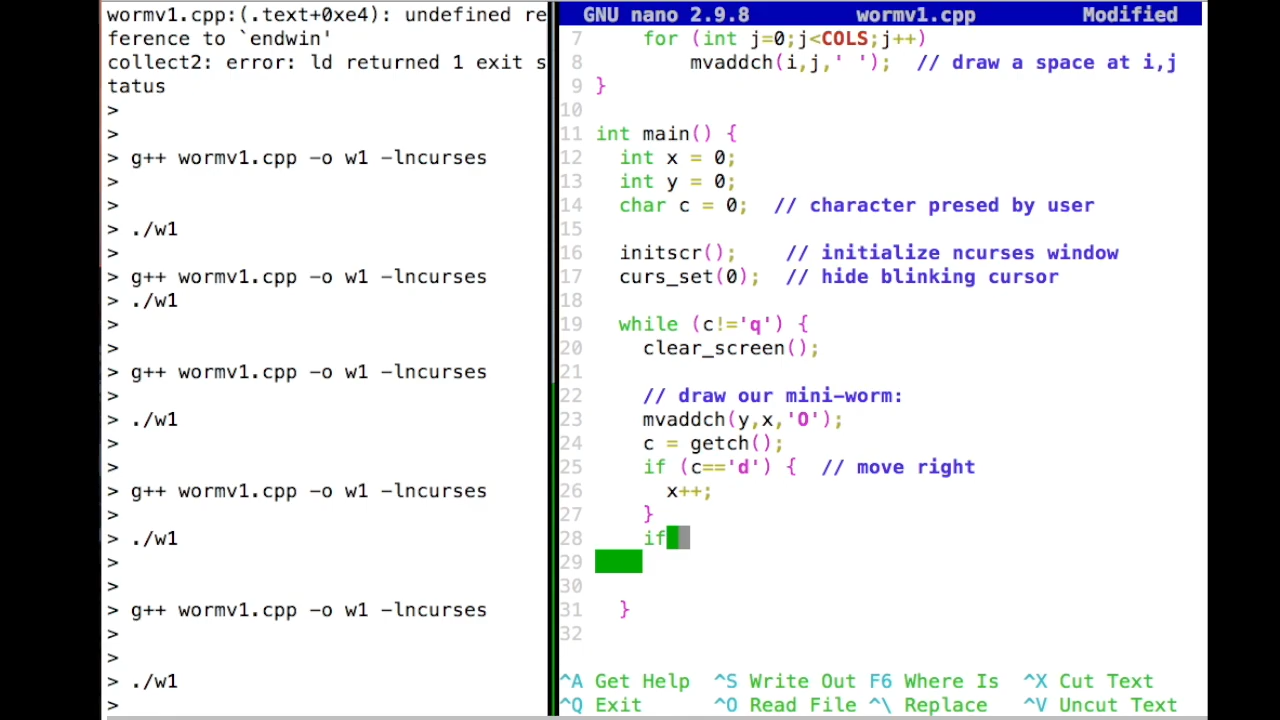 wormv1.cpp:(.text+0xe4): undefined re
ference to `endwin'
collect2: error: ld returned 1 exit s
tatus
>
>
> g++ wormv1.cpp -o w1 -lncurses
>
>
> ./w1
>
> g++ wormv1.cpp -o w1 -lncurses
> ./w1
>
>
> g++ wormv1.cpp -o w1 -lncurses
>
> ./w1
>
>
> g++ wormv1.cpp -o w1 -lncurses
>
> ./w1
>
>
> g++ wormv1.cpp -o w1 -lncurses
>
>
> ./w1
>
GNU nano 2.9.8 wormv1.cpp Modified
7     for (int j=0;j<COLS;j++)
8         mvaddch(i,j,' ');  // draw a space at i,j
9 }
10
11 int main() {
12   int x = 0;
13   int y = 0;
14   char c = 0;  // character presed by user
15
16   initscr();    // initialize ncurses window
17   curs_set(0);  // hide blinking cursor
18
19   while (c!='q') {
20     clear_screen();
21
22     // draw our mini-worm:
23     mvaddch(y,x,'O');
24     c = getch();
25     if (c=='d') {  // move right
26       x++;
27     }
28     if
29
30
31   }
32
^A Get Help  ^S Write Out F6 Where Is  ^X Cut Text
^Q Exit      ^O Read File ^\ Replace   ^V Uncut Text